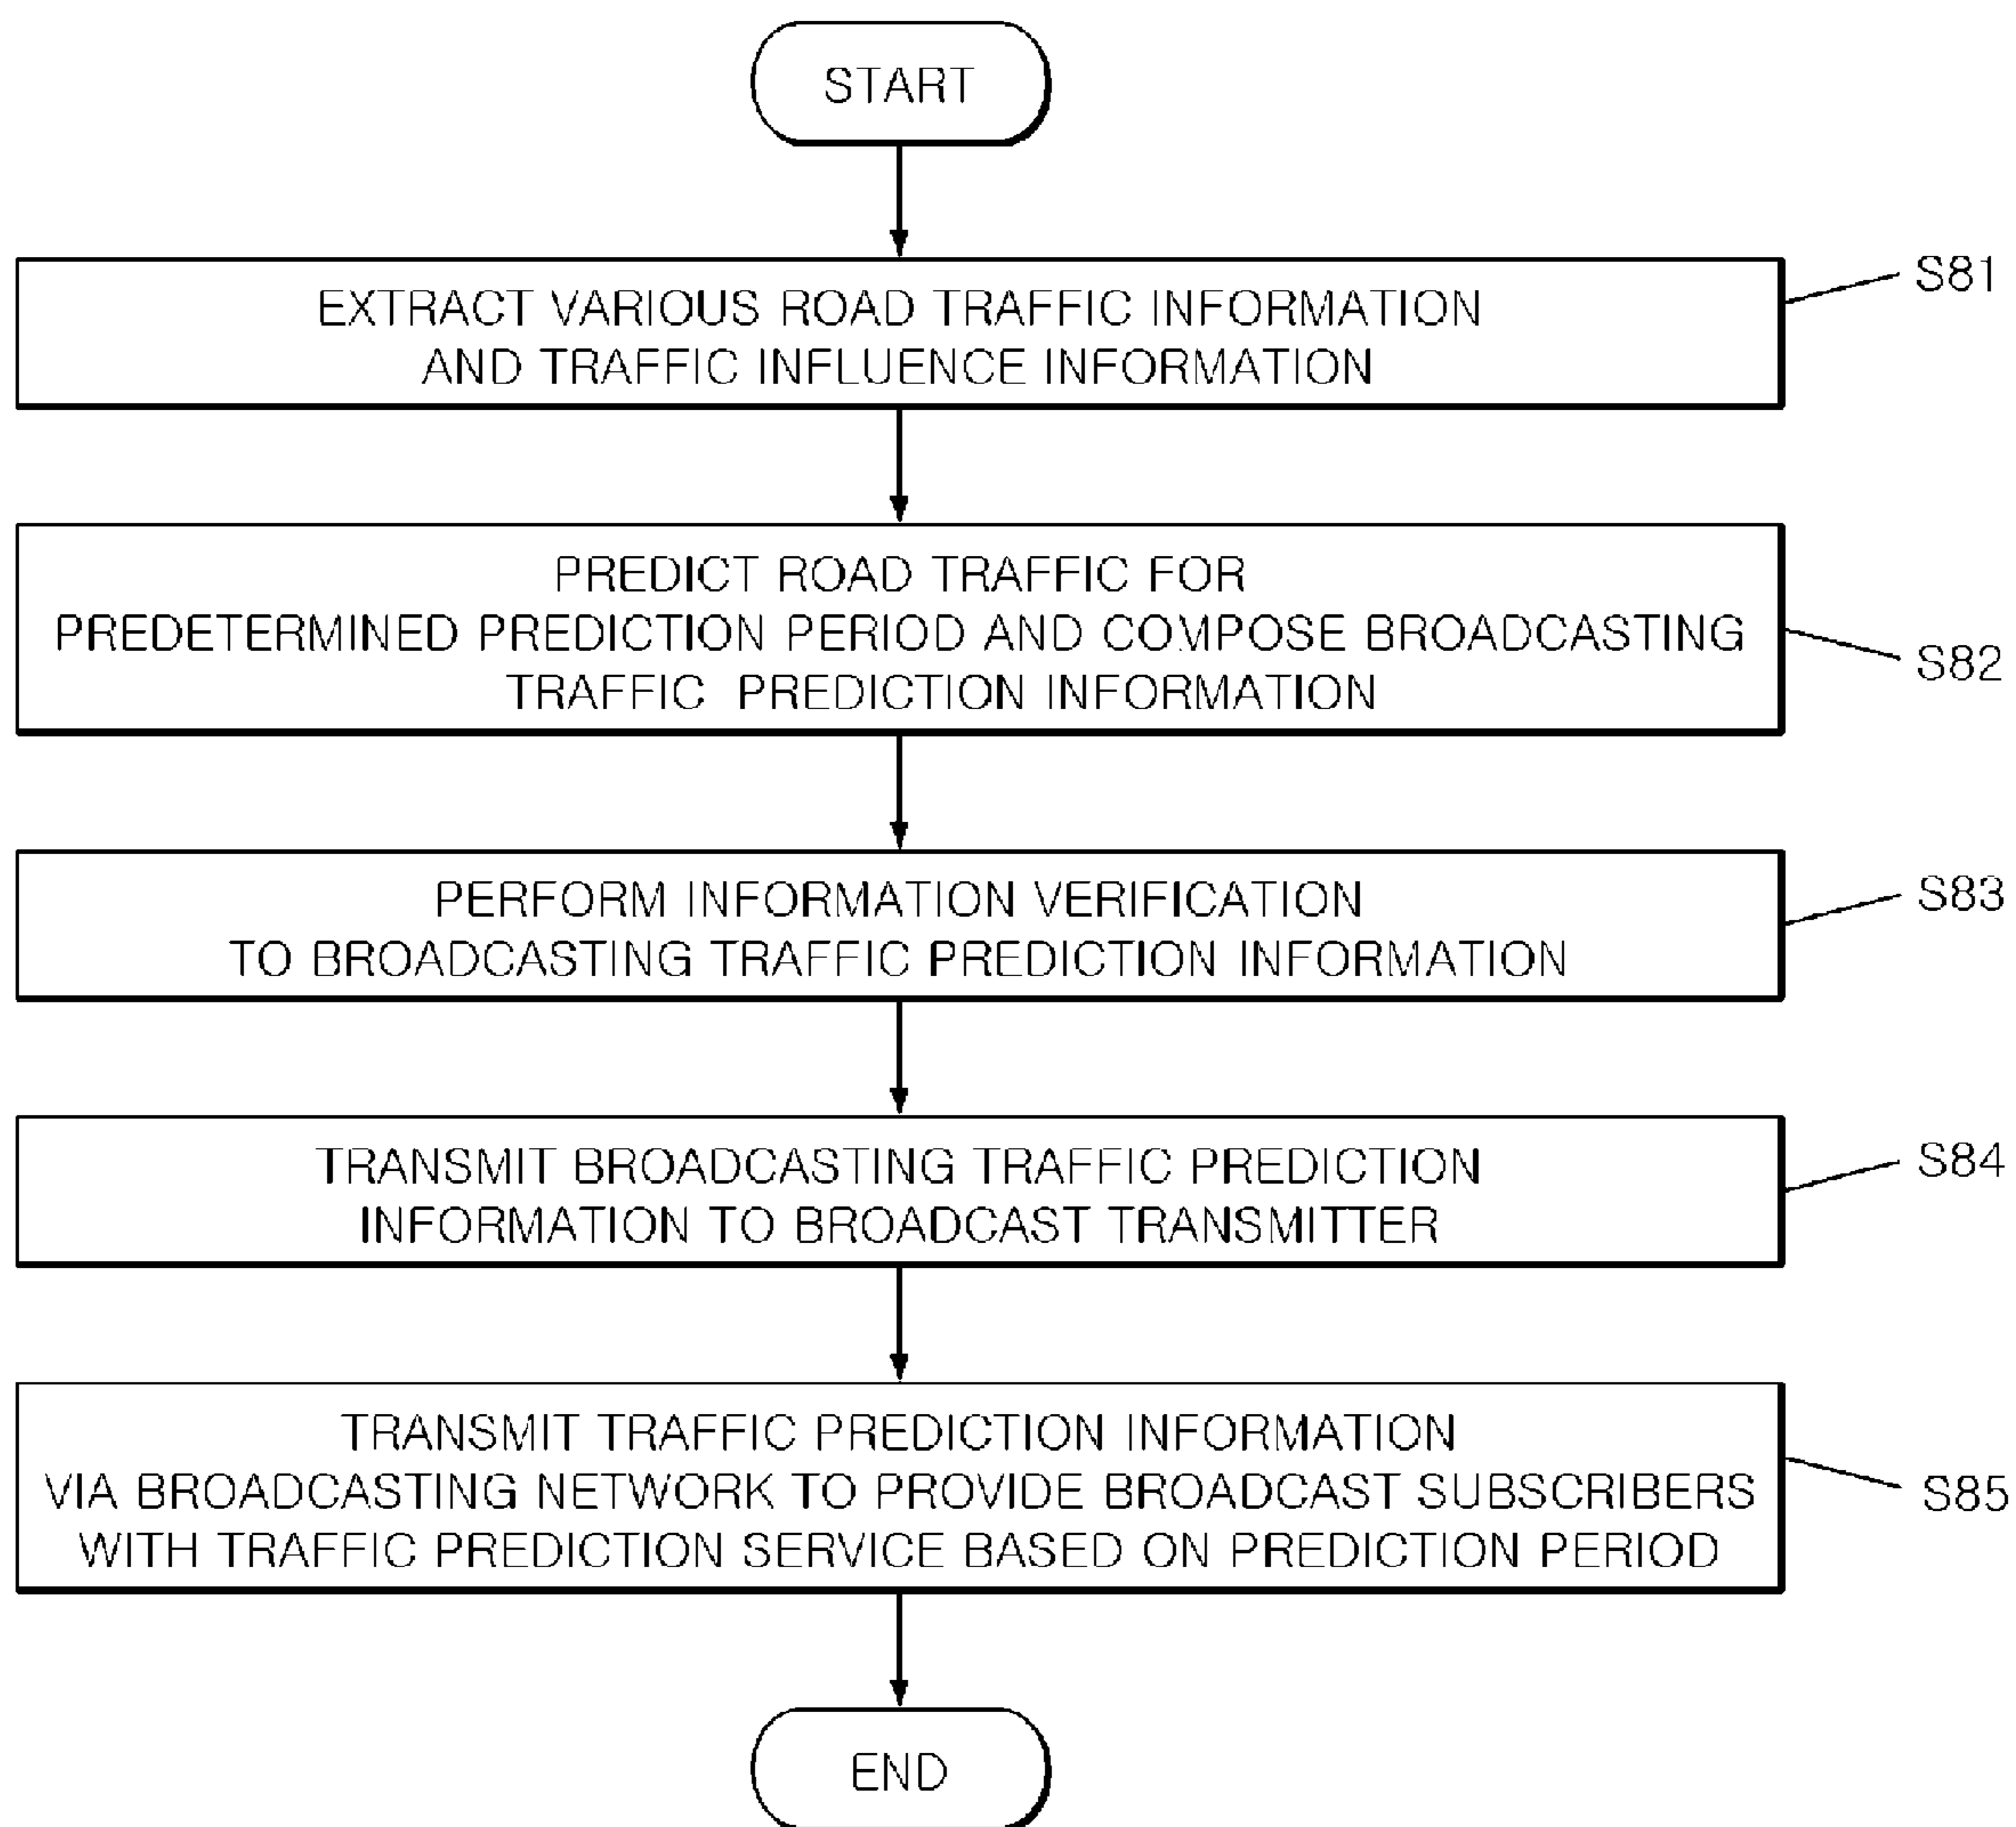 START
EXTRACT VARIOUS ROAD TRAFFIC INFORMATION
AND TRAFFIC INFLUENCE INFORMATION
S81
PREDICT ROAD TRAFFIC FOR
PREDETERMINED PREDICTION PERIOD AND COMPOSE BROADCASTING
TRAFFIC PREDICTION INFORMATION
S82
PERFORM INFORMATION VERIFICATION
TO BROADCASTING TRAFFIC PREDICTION INFORMATION
S83
TRANSMIT BROADCASTING TRAFFIC PREDICTION
INFORMATION TO BROADCAST TRANSMITTER
S84
TRANSMIT TRAFFIC PREDICTION INFORMATION
VIA BROADCASTING NETWORK TO PROVIDE BROADCAST SUBSCRIBERS
WITH TRAFFIC PREDICTION SERVICE BASED ON PREDICTION PERIOD
S85
END